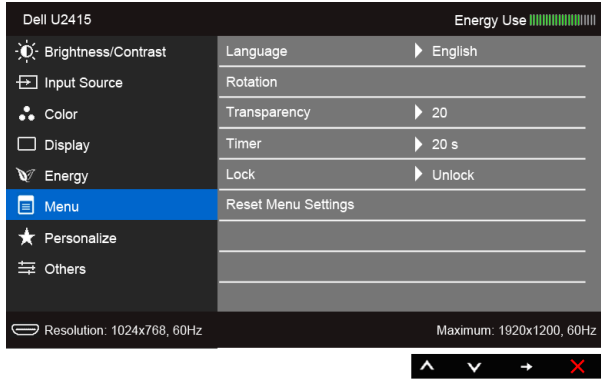 Dell U2415
Energy Use
Brightness/Contrast
Input Source
Color
Display
Energy
Menu
Personalize
Others
Language
English
Rotation
Transparency
20
Timer
20 s
Lock
Unlock
Reset Menu Settings
Resolution: 1024x768, 60Hz
Maximum: 1920x1200, 60Hz